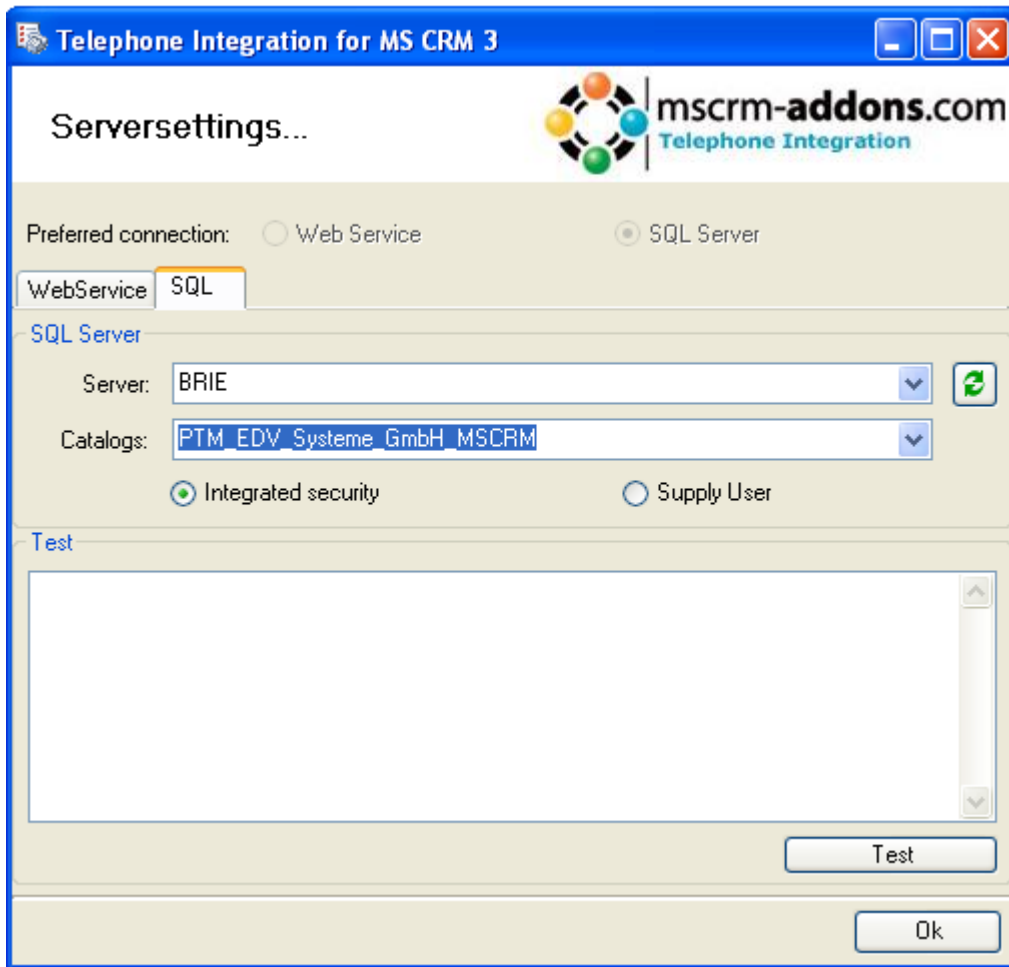 Telephone Integration for MS CRM 3
Serversettings...
mscrm-addons.com
Telephone Integration
Preferred connection: Web Service SQL Server
WebService SQL
SQL Server
Server: BRIE
Catalogs: PTM_EDV_Systeme_GmbH_MSCRM
Integrated security Supply User
Test
Test
Ok